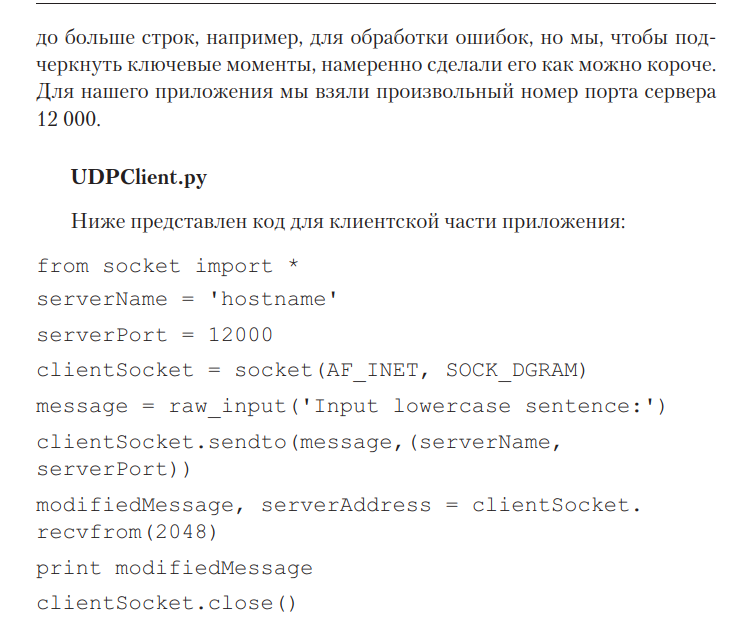 до больше строк, например, для обработки ошибок, но мы, чтобы под-
черкнуть ключевые моменты, намеренно сделали его как можно короче.
Для нашего приложения мы взяли произвольный номер порта сервера
12 000.
UDPClient.py
Ниже представлен код для клиентской части приложения:
from socket import *
serverName = 'hostname'
serverPort = 12000
clientSocket = socket(AF_INET, SOCK_DGRAM)
message = raw_input('Input lowercase sentence:')
clientSocket.sendto(message,(serverName,
serverPort))
modifiedMessage, serverAddress = clientSocket.
recvfrom(2048)
print modifiedMessage
clientSocket.close()